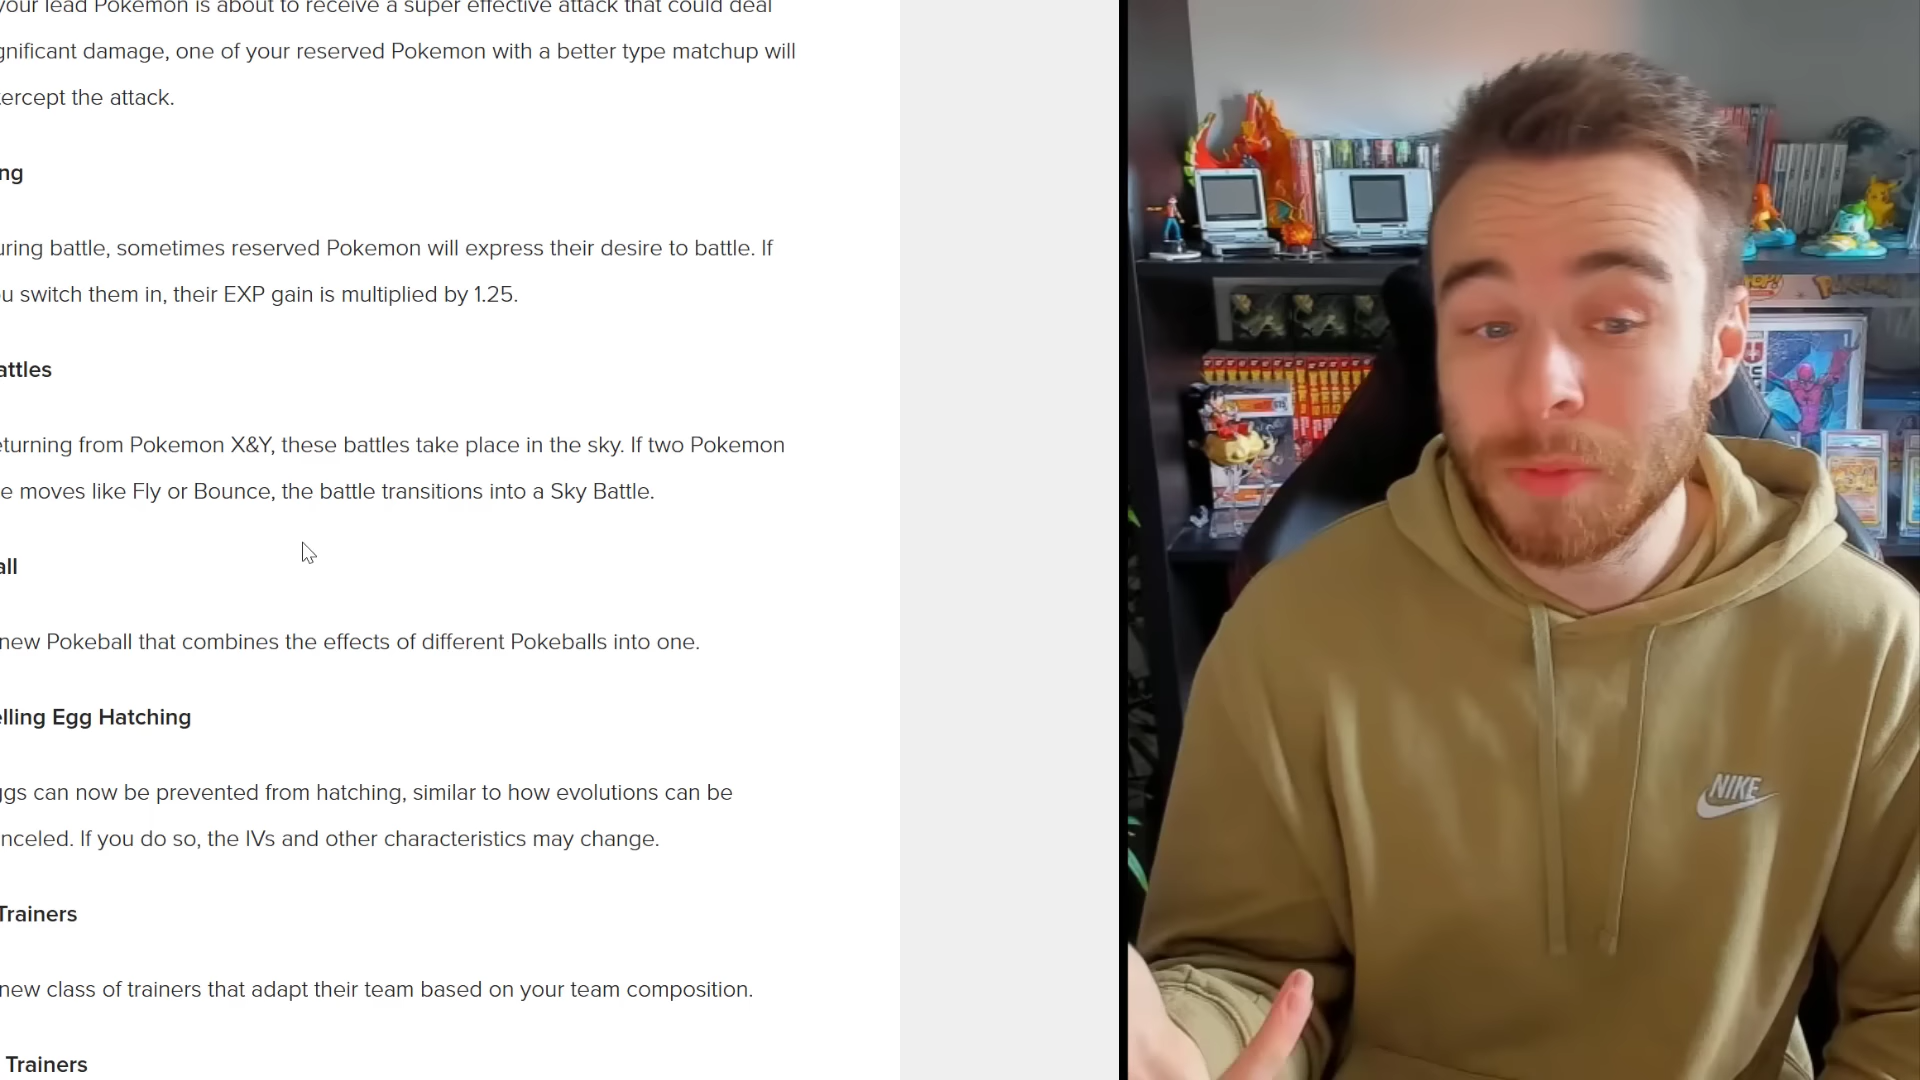 your lead Pokemon is about to receive a super effective attack that could deal
gnificant damage, one of your reserved Pokemon with a better type matchup will
tercept the attack.
ng
uring battle, sometimes reserved Pokemon will express their desire to battle. If
u switch them in, their EXP gain is multiplied by 1.25.
attles
eturning from Pokemon X&Y, these battles take place in the sky. If two Pokemon
e moves like Fly or Bounce, the battle transitions into a Sky Battle.
all
new Pokeball that combines the effects of different Pokeballs into one.
elling Egg Hatching
ggs can now be prevented from hatching, similar to how evolutions can be
nceled. If you do so, the IVs and other characteristics may change.
Trainers
new class of trainers that adapt their team based on your team composition.
Trainers
POP!
NIKE